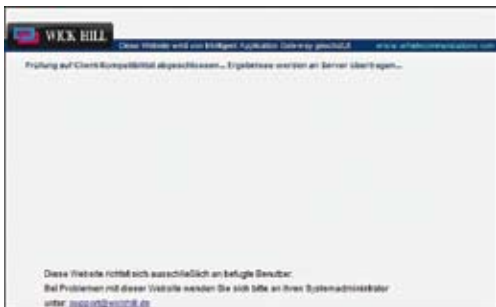 WICK HILL
Diese Website wird von Intelligent Application Gateway geschützt
Prüfung auf Client-Kompatibilität abgeschlossen... Ergebnisse werden an Server übertragen...
Diese Website richtet sich ausschließlich an befugte Benutzer.
Bei Problemen mit dieser Website wenden Sie sich bitte an Ihren Systemadministrator
unter: support@wickhill.de